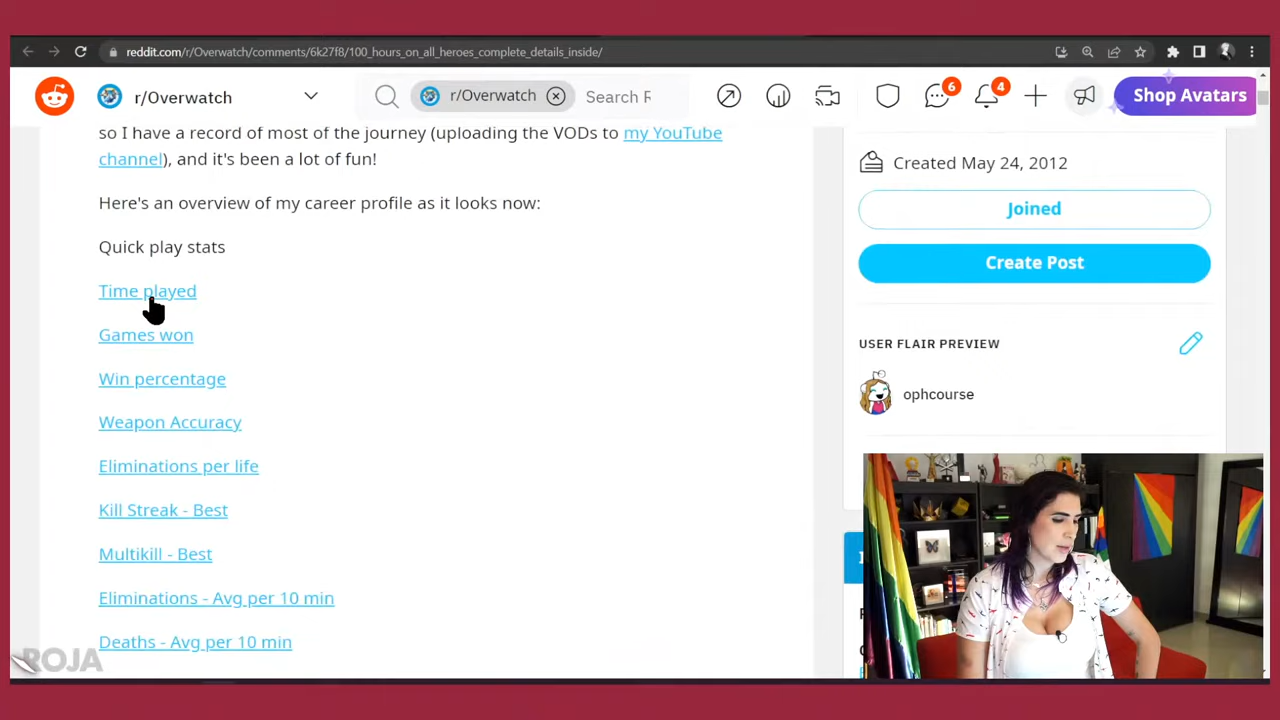 reddit.com/r/Overwatch/comments/6k27f8/100_hours_on_all_heroes_complete_details_inside/
r/Overwatch
r/Overwatch
Search R
6
4
Shop Avatars
so I have a record of most of the journey (uploading the VODs to my YouTube
channel), and it's been a lot of fun!
Here's an overview of my career profile as it looks now:
Quick play stats
Time played
Games won
Win percentage
Weapon Accuracy
Eliminations per life
Kill Streak - Best
Multikill - Best
Eliminations - Avg per 10 min
Deaths - Avg per 10 min
Created May 24, 2012
Joined
Create Post
USER FLAIR PREVIEW
ophcourse
ROJA